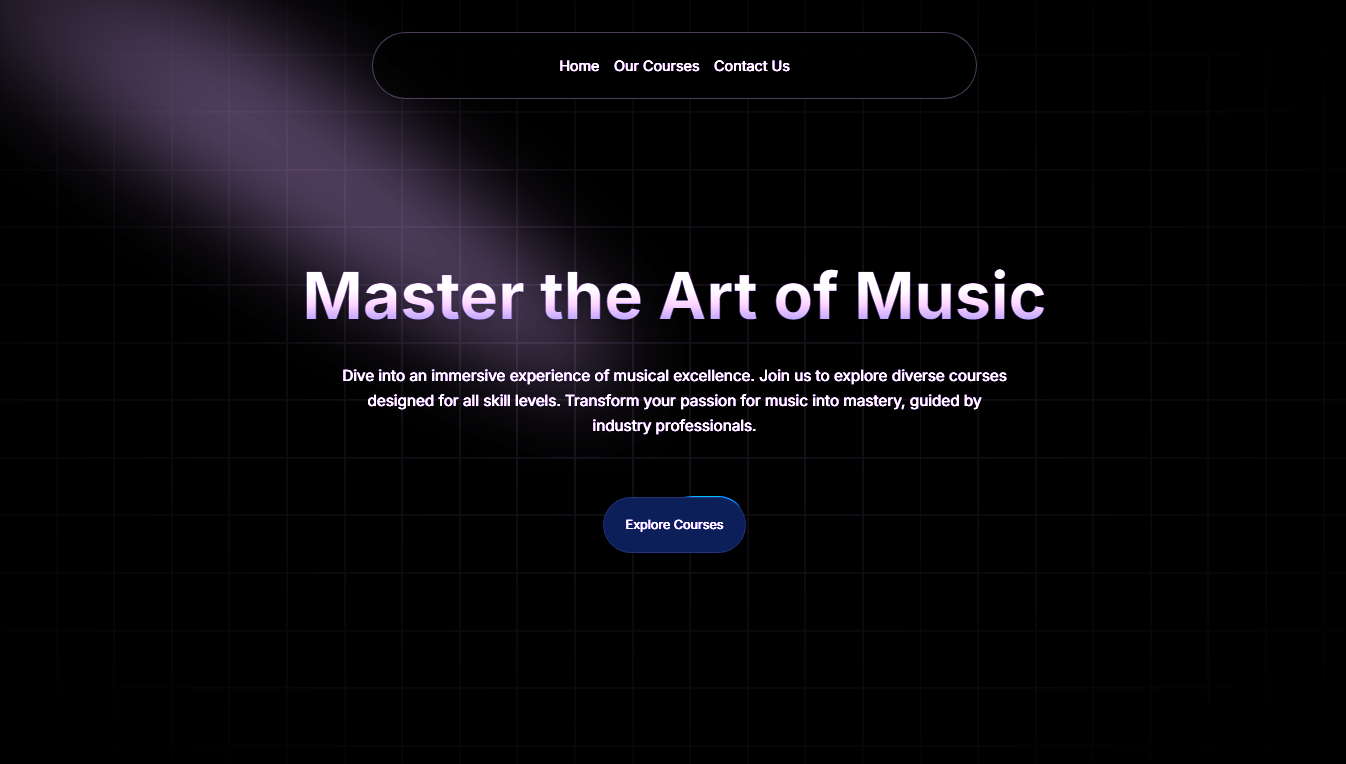 Home Our Courses Contact Us
Master the Art of Music
Dive into an immersive experience of musical excellence. Join us to explore diverse courses
designed for all skill levels. Transform your passion for music into mastery, guided by
industry professionals.
Explore Courses